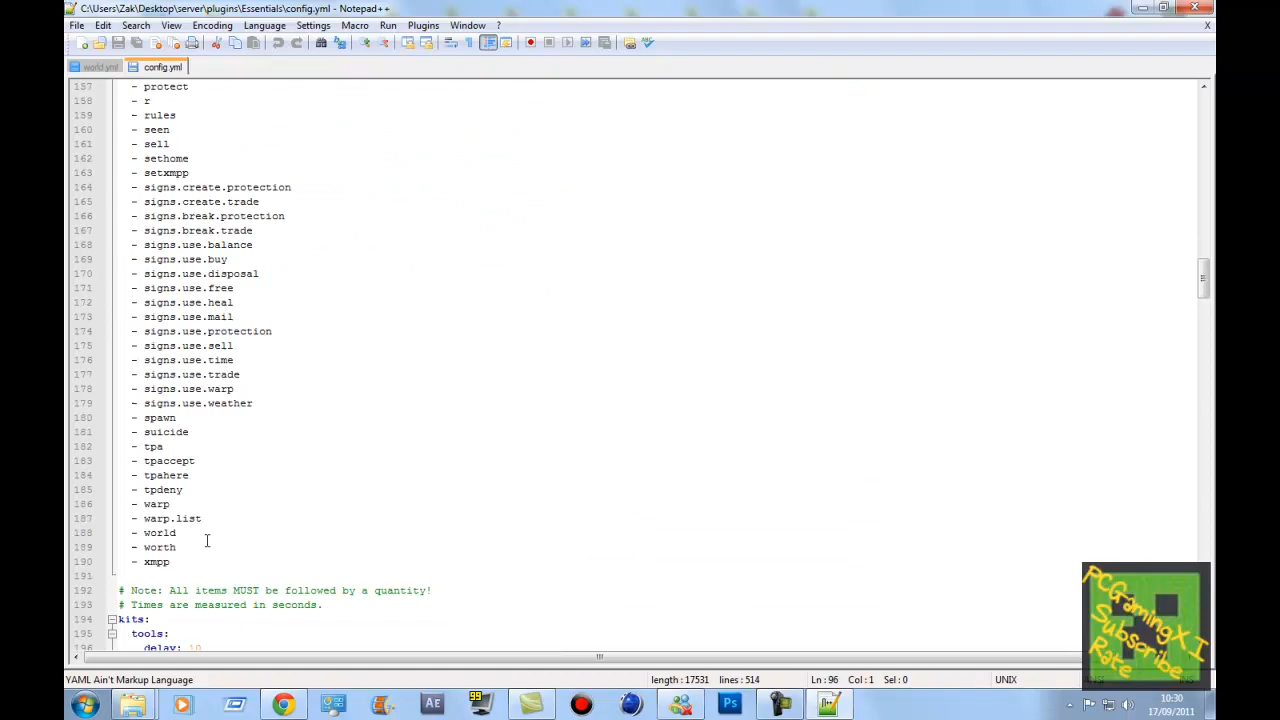 C:\Users\Zak\Desktop\server\plugins\Essentials\config.yml - Notepad++
File Edit Search View Encoding Language Settings Macro Run Plugins Window ? X
world.yml config.yml
157 - protect
158 - r
159 - rules
160 - seen
161 - sell
162 - sethome
163 - setxmpp
164 - signs.create.protection
165 - signs.create.trade
166 - signs.break.protection
167 - signs.break.trade
168 - signs.use.balance
169 - signs.use.buy
170 - signs.use.disposal
171 - signs.use.free
172 - signs.use.heal
173 - signs.use.mail
174 - signs.use.protection
175 - signs.use.sell
176 - signs.use.time
177 - signs.use.trade
178 - signs.use.warp
179 - signs.use.weather
180 - spawn
181 - suicide
182 - tpa
183 - tpaccept
184 - tpahere
185 - tpdeny
186 - warp
187 - warp.list
188 - world
189 - worth
190 - xmpp
191
192 # Note: All items MUST be followed by a quantity!
193 # Times are measured in seconds.
194 kits:
195 tools:
196 delay: 10
PCGamingXI
Subscribe
Rate
YAML Ain't Markup Language length : 17531 lines : 514 Ln : 96 Col : 1 Sel : 0 UNIX
99
AE
Ps
10:30
17/09/2011